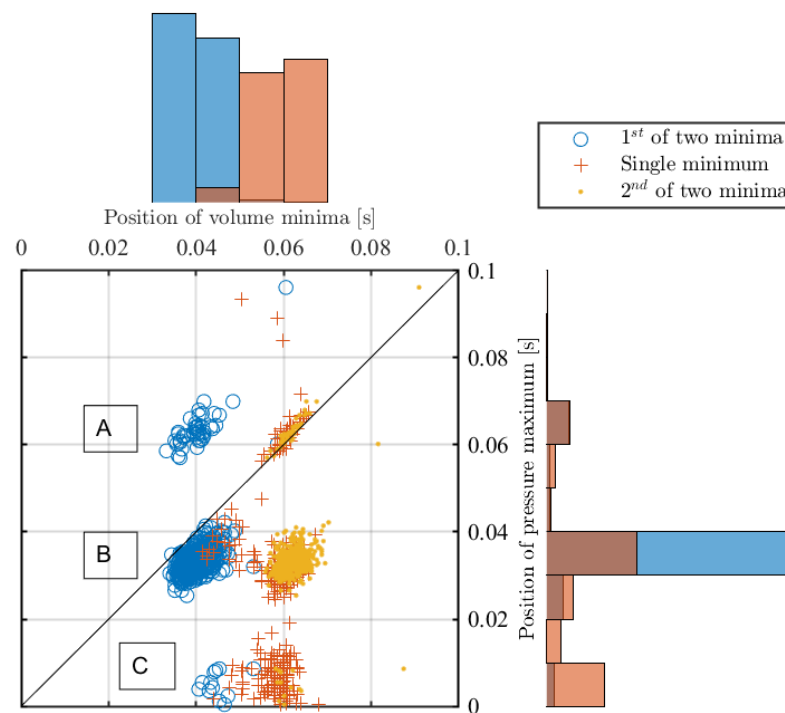 Position of volume minima [s]
0 0.02 0.04 0.06 0.08 0.1
1st of two minima
Single minimum
2nd of two minima
0.1
0.08
0.06
0.04
0.02
0
Position of pressure maximum [s]
A
B
C